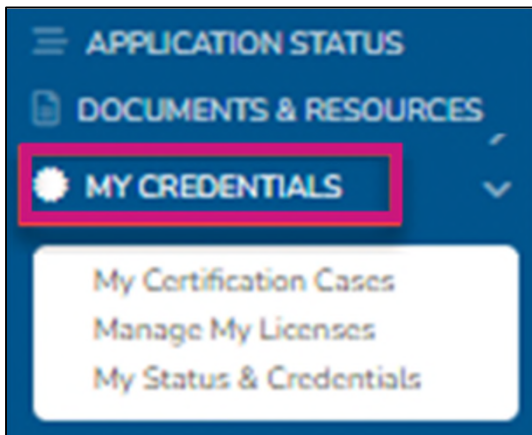 APPLICATION STATUS
DOCUMENTS & RESOURCES
MY CREDENTIALS
My Certification Cases
Manage My Licenses
My Status & Credentials